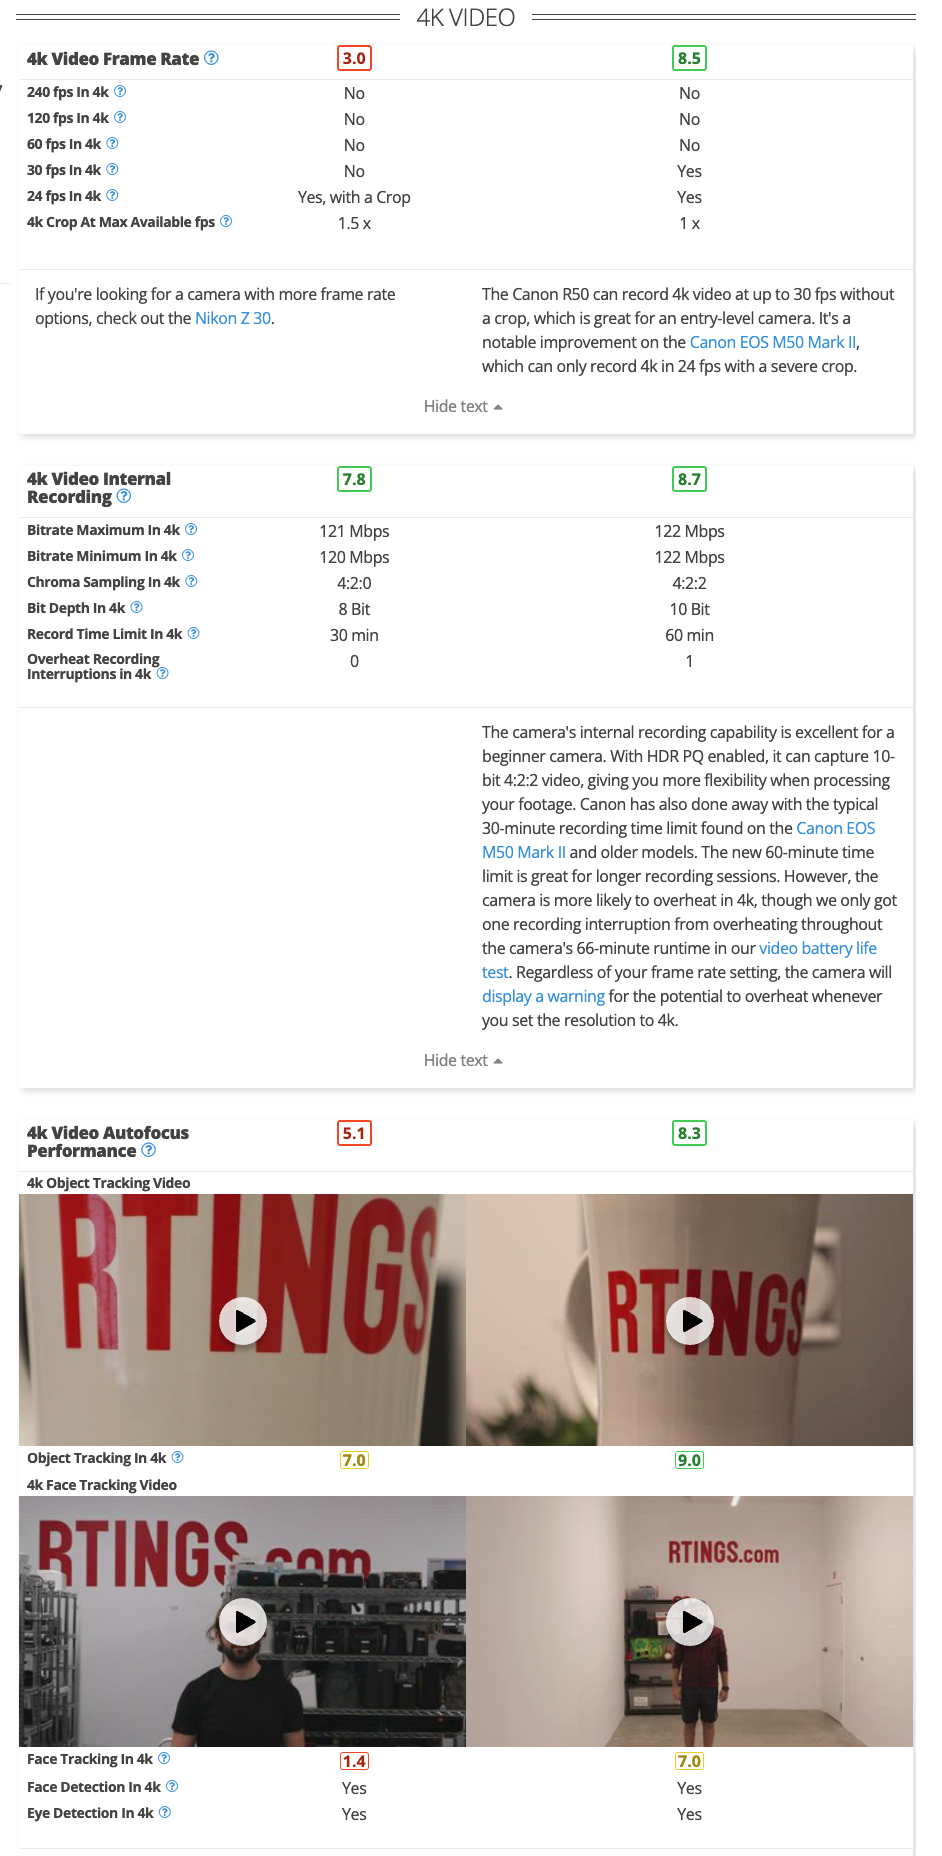 4K VIDEO
4k Video Frame Rate ? 3.0 8.5
240 fps In 4k ? No No
120 fps In 4k ? No No
60 fps In 4k ? No No
30 fps In 4k ? No Yes
24 fps In 4k ? Yes, with a Crop Yes
4k Crop At Max Available fps ? 1.5 x 1 x
If you're looking for a camera with more frame rate
options, check out the Nikon Z 30.
The Canon R50 can record 4k video at up to 30 fps without
a crop, which is great for an entry-level camera. It's a
notable improvement on the Canon EOS M50 Mark II,
which can only record 4k in 24 fps with a severe crop.
Hide text
4k Video Internal
Recording ? 7.8 8.7
Bitrate Maximum In 4k ? 121 Mbps 122 Mbps
Bitrate Minimum In 4k ? 120 Mbps 122 Mbps
Chroma Sampling In 4k ? 4:2:0 4:2:2
Bit Depth In 4k ? 8 Bit 10 Bit
Record Time Limit In 4k ? 30 min 60 min
Overheat Recording
Interruptions in 4k ? 0 1
The camera's internal recording capability is excellent for a
beginner camera. With HDR PQ enabled, it can capture 10-
bit 4:2:2 video, giving you more flexibility when processing
your footage. Canon has also done away with the typical
30-minute recording time limit found on the Canon EOS
M50 Mark II and older models. The new 60-minute time
limit is great for longer recording sessions. However, the
camera is more likely to overheat in 4k, though we only got
one recording interruption from overheating throughout
the camera's 66-minute runtime in our video battery life
test. Regardless of your frame rate setting, the camera will
display a warning for the potential to overheat whenever
you set the resolution to 4k.
Hide text
4k Video Autofocus
Performance ? 5.1 8.3
4k Object Tracking Video
RTINGS
RTINGS
Object Tracking In 4k ? 7.0 9.0
4k Face Tracking Video
RTINGS.com
RTINGS.com
Face Tracking In 4k ? 1.4 7.0
Face Detection In 4k ? Yes Yes
Eye Detection In 4k ? Yes Yes